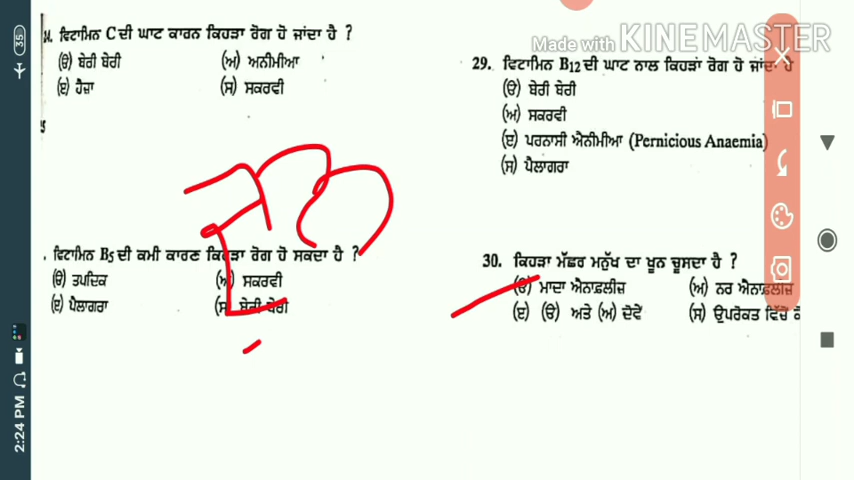 Made with KINEMASTER
35
2:24 PM
24. ਵਿਟਾਮਿਨ C ਦੀ ਘਾਟ ਕਾਰਨ ਕਿਹੜਾ ਰੋਗ ਹੋ ਜਾਂਦਾ ਹੈ ?
(ੳ) ਬੇਰੀ ਬੇਰੀ (ਅ) ਅਨੀਮੀਆ
(ੲ) ਹੈਜ਼ਾ (ਸ) ਸਕਰਵੀ
. ਵਿਟਾਮਿਨ B5 ਦੀ ਕਮੀ ਕਾਰਣ ਕਿਹੜਾ ਰੋਗ ਹੋ ਸਕਦਾ ਹੈ ?
(ੳ) ਤਪਦਿਕ (ਅ) ਸਕਰਵੀ
(ੲ) ਪੈਲਾਗਰਾ (ਸ) ਬੇਰੀ ਬੇਰੀ
29. ਵਿਟਾਮਿਨ B12 ਦੀ ਘਾਟ ਨਾਲ ਕਿਹੜਾਂ ਰੋਗ ਹੋ ਜਾਂਦਾ ਹੈ
(ੳ) ਬੇਰੀ ਬੇਰੀ
(ਅ) ਸਕਰਵੀ
(ੲ) ਪਰਨਾਸੀ ਐਨੀਮੀਆ (Pernicious Anaemia)
(ਸ) ਪੈਲਾਗਰਾ
30. ਕਿਹੜਾ ਮੱਛਰ ਮਨੁੱਖ ਦਾ ਖੂਨ ਚੂਸਦਾ ਹੈ ?
(ੳ) ਮਾਦਾ ਐਨਾਫ਼ਲੀਜ਼ (ਅ) ਨਰ ਐਨਾਫ਼ਲੀਜ਼
(ੲ) (ੳ) ਅਤੇ (ਅ) ਦੋਵੇਂ (ਸ) ਉਪਰੋਕਤ ਵਿੱਚੋਂ